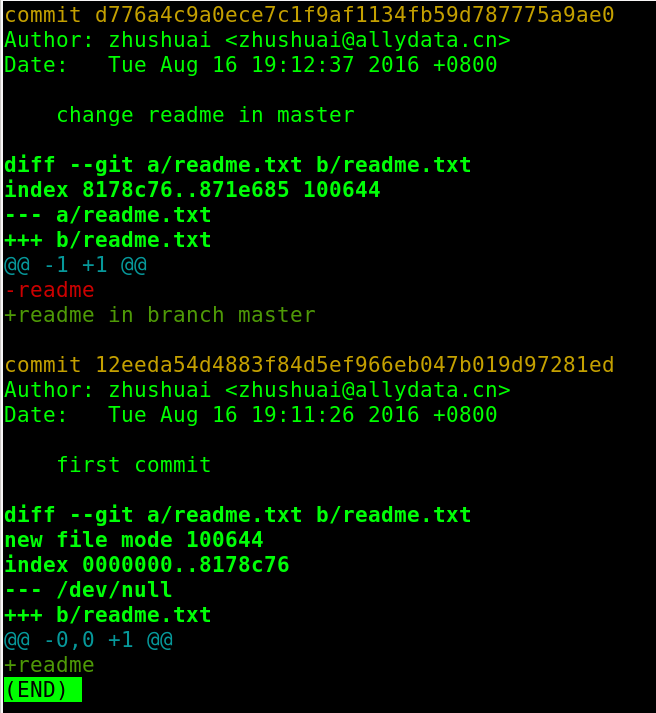 commit d776a4c9a0ece7c1f9af1134fb59d787775a9ae0
Author: zhushuai <zhushuai@allydata.cn>
Date:   Tue Aug 16 19:12:37 2016 +0800
    change readme in master
diff --git a/readme.txt b/readme.txt
index 8178c76..871e685 100644
--- a/readme.txt
+++ b/readme.txt
@@ -1 +1 @@
-readme
+readme in branch master
commit 12eeda54d4883f84d5ef966eb047b019d97281ed
Author: zhushuai <zhushuai@allydata.cn>
Date:   Tue Aug 16 19:11:26 2016 +0800
    first commit
diff --git a/readme.txt b/readme.txt
new file mode 100644
index 0000000..8178c76
--- /dev/null
+++ b/readme.txt
@@ -0,0 +1 @@
+readme
(END)